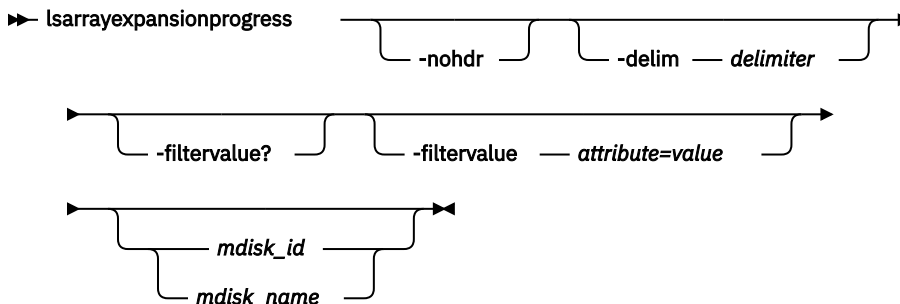 lsarrayexpansionprogress
-nohdr -delim delimiter
-filtervalue? -filtervalue attribute=value
mdisk_id
mdisk_name